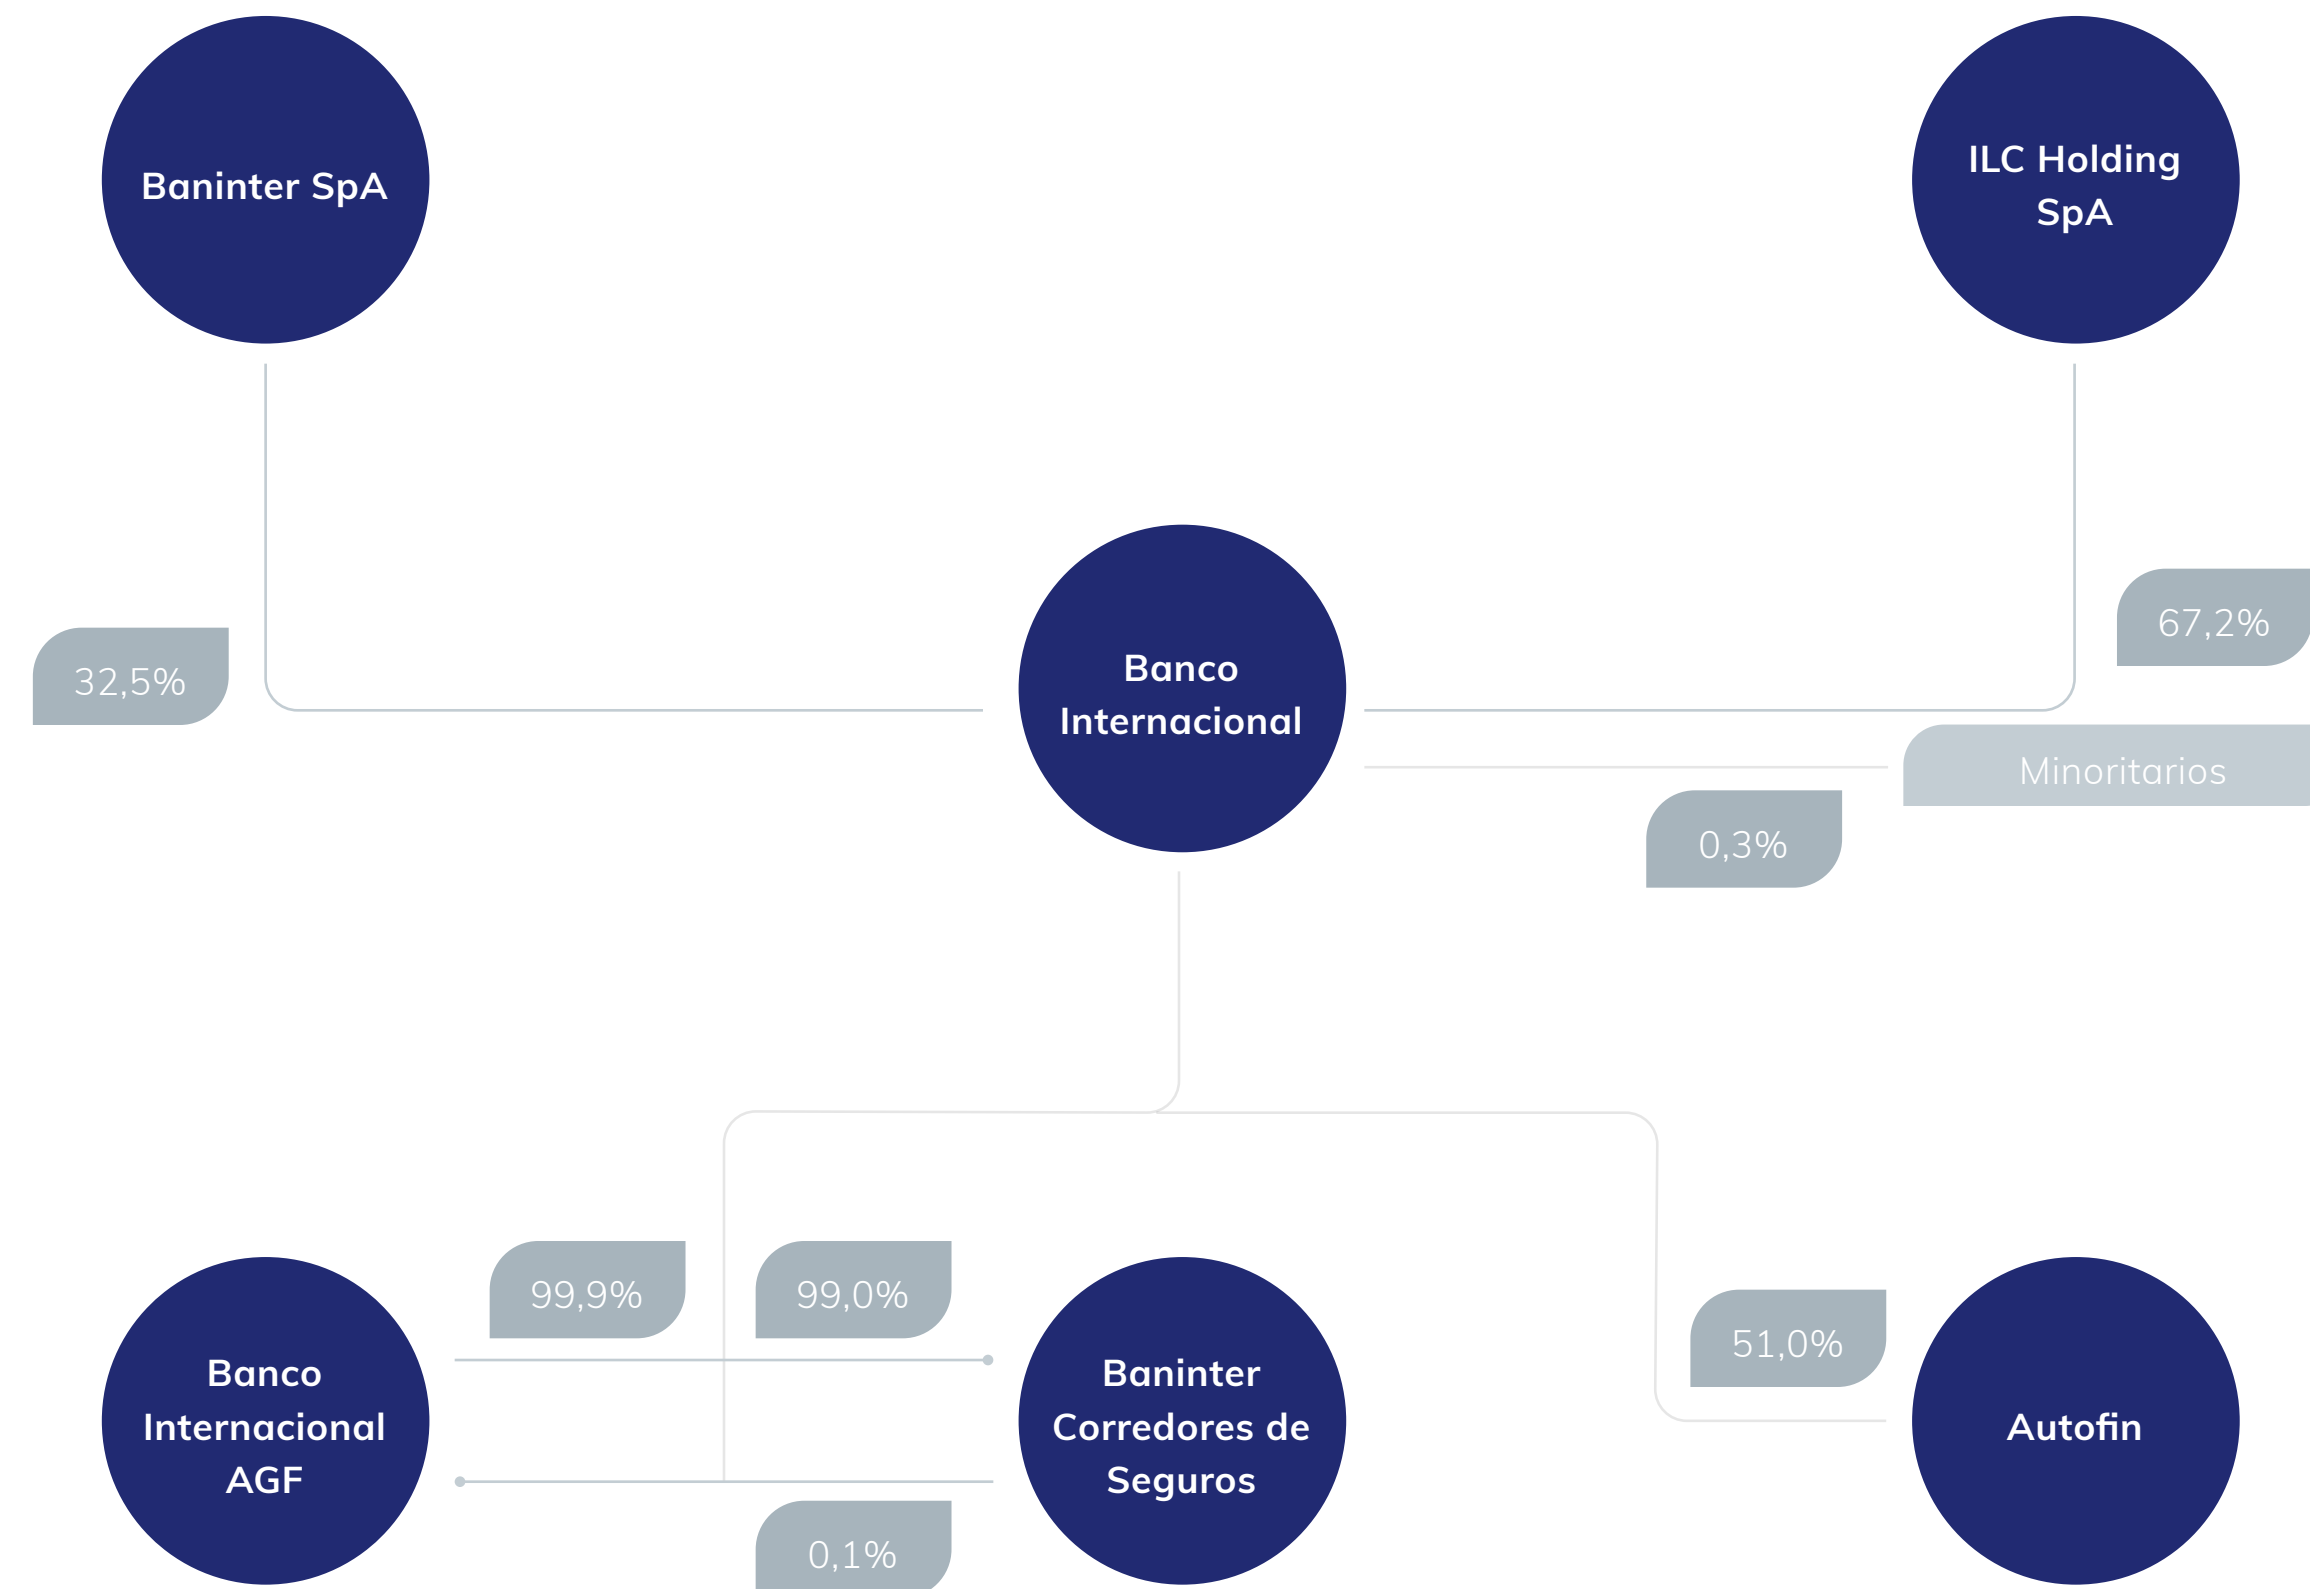 Baninter SpA
ILC Holding
SpA
67,2%
32,5%
Banco
Internacional
Minoritarios
0,3%
99,9%
99,0%
51,0%
Banco
Internacional
AGF
Baninter
Corredores de
Seguros
Autofin
0,1%